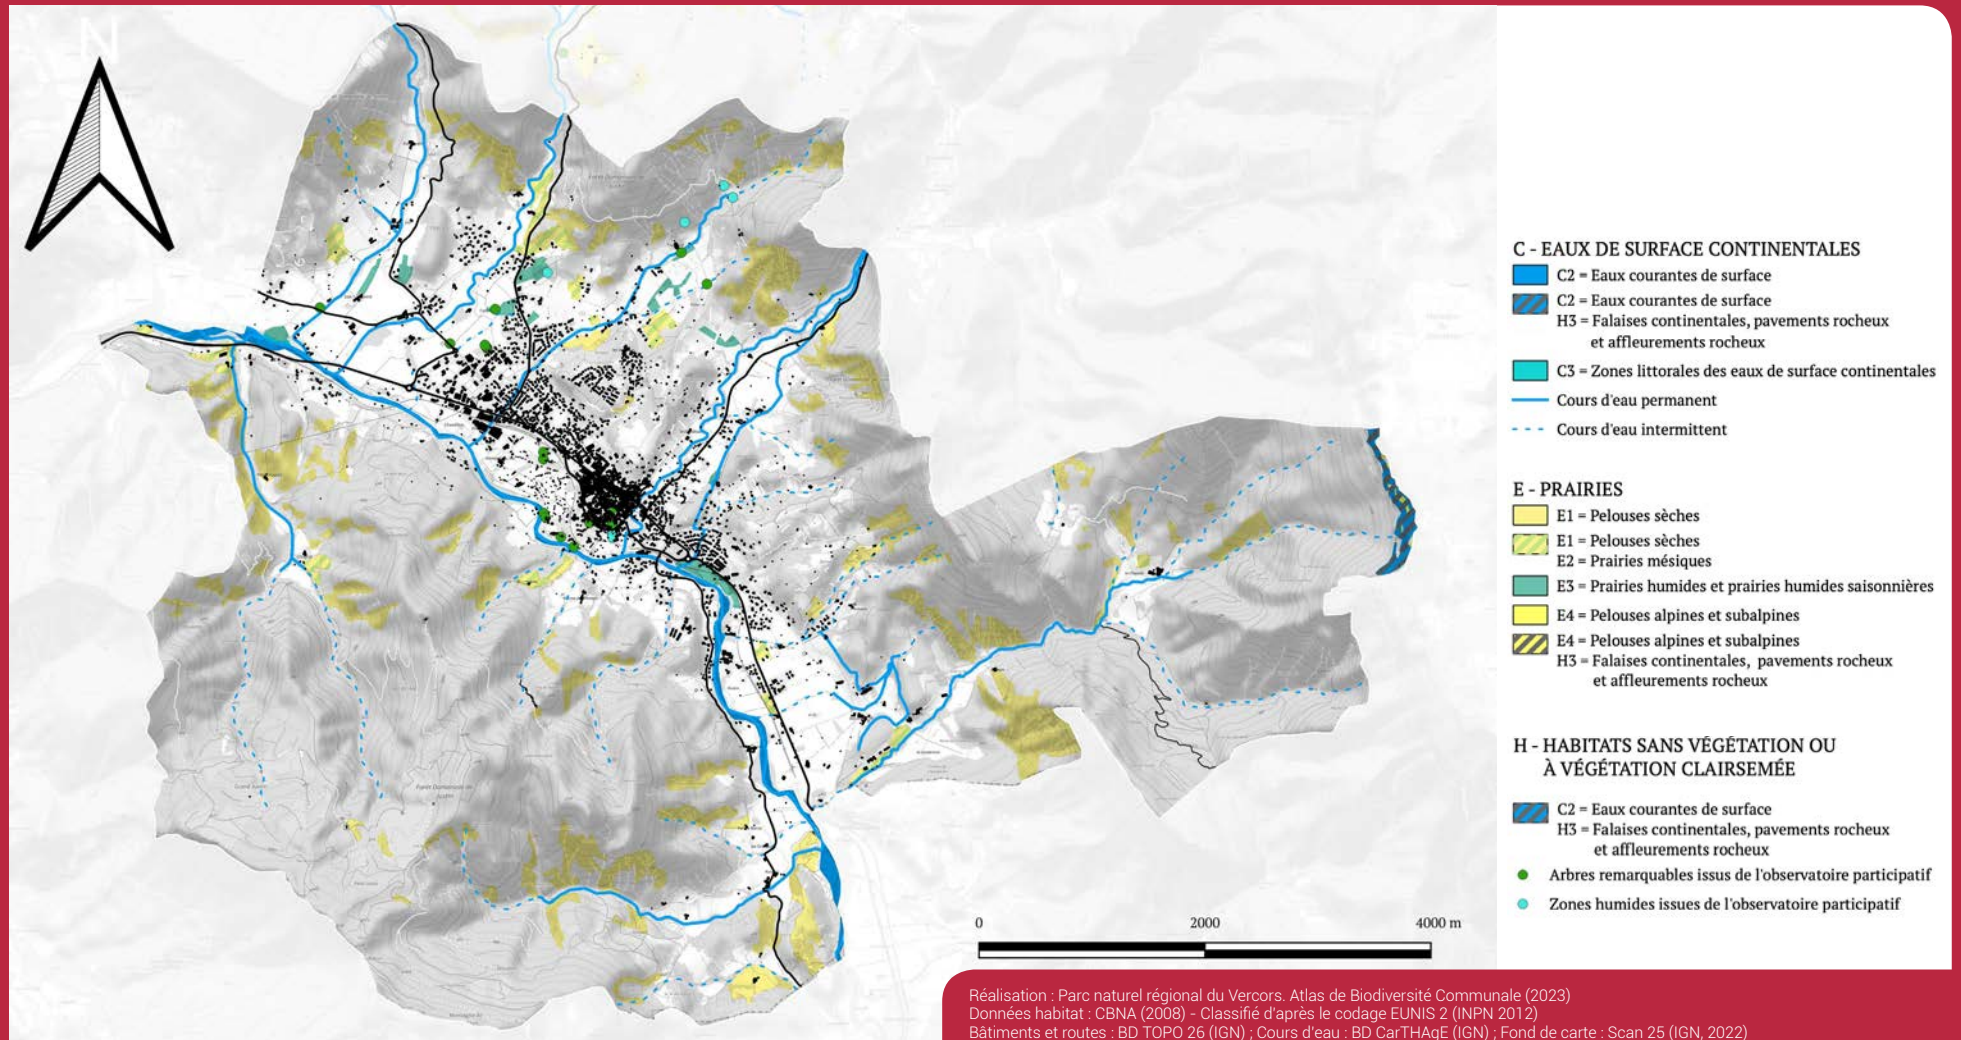 N
C - EAUX DE SURFACE CONTINENTALES
C2 = Eaux courantes de surface
C2 = Eaux courantes de surface
H3 = Falaises continentales, pavements rocheux
et affleurements rocheux
C3 = Zones littorales des eaux de surface continentales
Cours d'eau permanent
Cours d'eau intermittent
E - PRAIRIES
E1 = Pelouses sèches
E1 = Pelouses sèches
E2 = Prairies mésiques
E3 = Prairies humides et prairies humides saisonnières
E4 = Pelouses alpines et subalpines
E4 = Pelouses alpines et subalpines
H3 = Falaises continentales, pavements rocheux
et affleurements rocheux
H - HABITATS SANS VÉGÉTATION OU
À VÉGÉTATION CLAIRSEMÉE
C2 = Eaux courantes de surface
H3 = Falaises continentales, pavements rocheux
et affleurements rocheux
Arbres remarquables issus de l'observatoire participatif
Zones humides issues de l'observatoire participatif
0 2000 4000 m
Réalisation : Parc naturel régional du Vercors. Atlas de Biodiversité Communale (2023)
Données habitat : CBNA (2008) - Classifié d'après le codage EUNIS 2 (INPN 2012)
Bâtiments et routes : BD TOPO 26 (IGN) ; Cours d'eau : BD CarTHAgE (IGN) ; Fond de carte : Scan 25 (IGN, 2022)